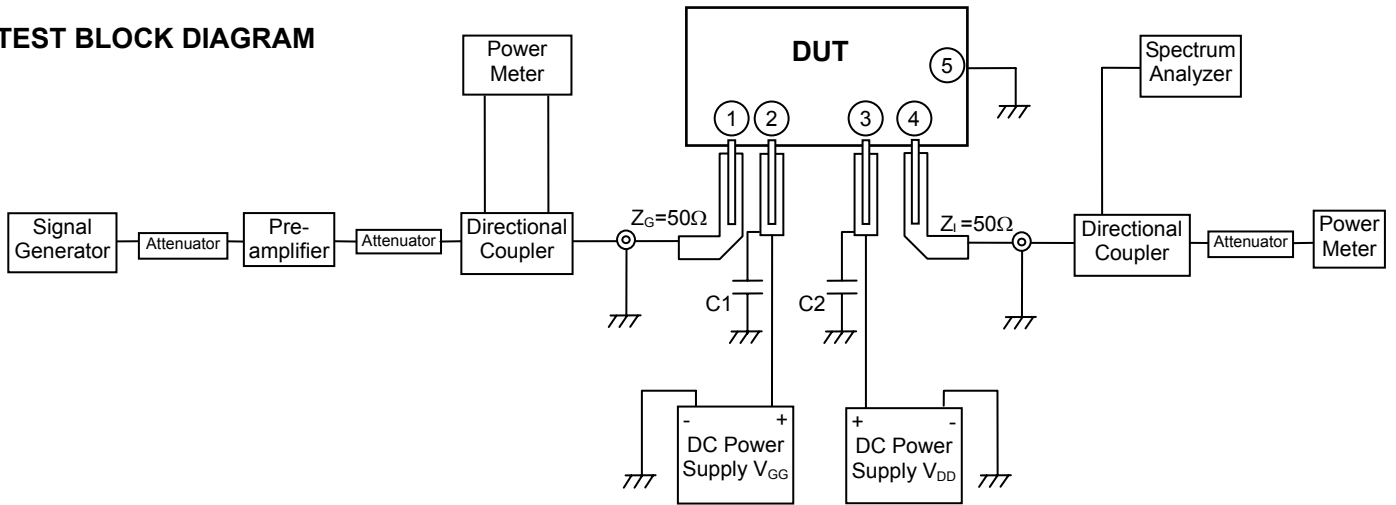 TEST BLOCK DIAGRAM
Power
Meter
DUT
5
Spectrum
Analyzer
1
2
3
4
Signal
Generator
Attenuator
Pre-
amplifier
Attenuator
Directional
Coupler
Z_G=50Ω
Z_l=50Ω
Directional
Coupler
Attenuator
Power
Meter
C1
C2
- +
DC Power
Supply V_GG
+ -
DC Power
Supply V_DD